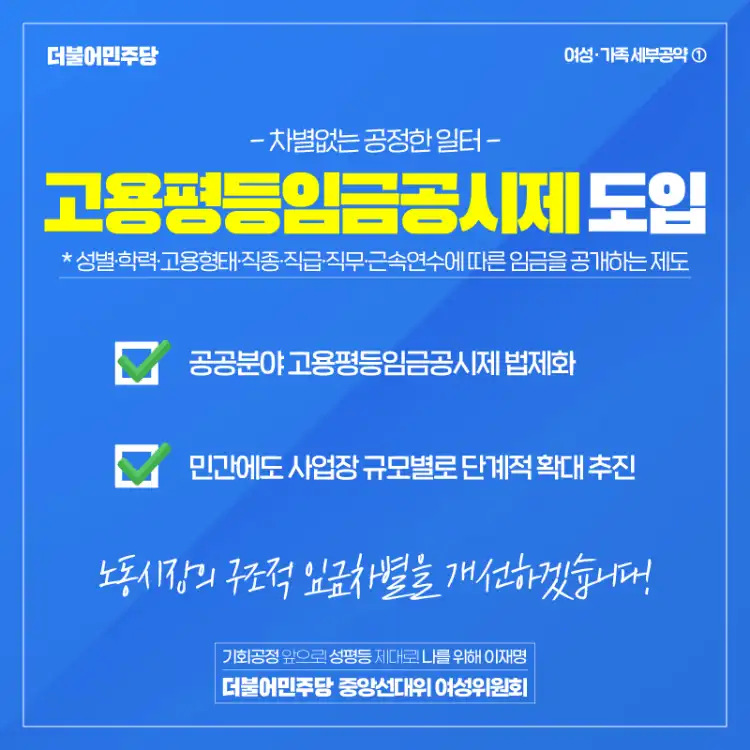 더불어민주당
여성·가족 세부공약 ①
- 차별없는 공정한 일터 -
고용평등임금공시제 도입
* 성별·학력·고용형태·직종·직급·직무·근속연수에 따른 임금을 공개하는 제도
공공분야 고용평등임금공시제 법제화
민간에도 사업장 규모별로 단계적 확대 추진
노동시장의 구조적 임금차별을 개선하겠습니다!
기회공정 앞으로! 성평등 제대로! 나를 위해 이재명
더불어민주당 중앙선대위 여성위원회